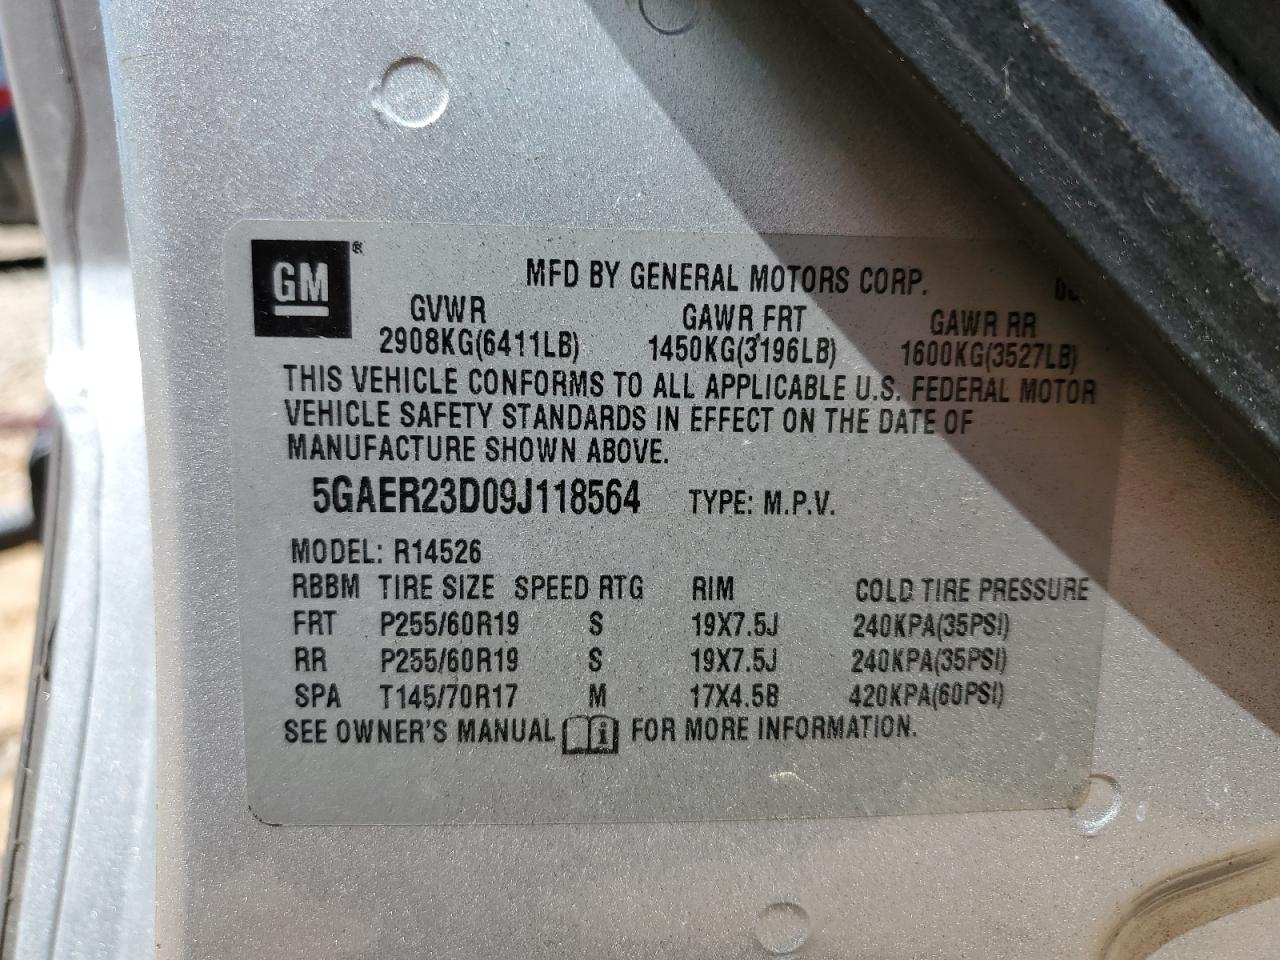 GM®
MFD BY GENERAL MOTORS CORP.
GVWR GAWR FRT GAWR RR
2908KG(6411LB) 1450KG(3196LB) 1600KG(3527LB)
THIS VEHICLE CONFORMS TO ALL APPLICABLE U.S. FEDERAL MOTOR
VEHICLE SAFETY STANDARDS IN EFFECT ON THE DATE OF
MANUFACTURE SHOWN ABOVE.
5GAER23D09J118564 TYPE: M.P.V.
MODEL: R14526
RBBM TIRE SIZE SPEED RTG RIM COLD TIRE PRESSURE
FRT P255/60R19 S 19X7.5J 240KPA(35PSI)
RR P255/60R19 S 19X7.5J 240KPA(35PSI)
SPA T145/70R17 M 17X4.5B 420KPA(60PSI)
SEE OWNER'S MANUAL FOR MORE INFORMATION.